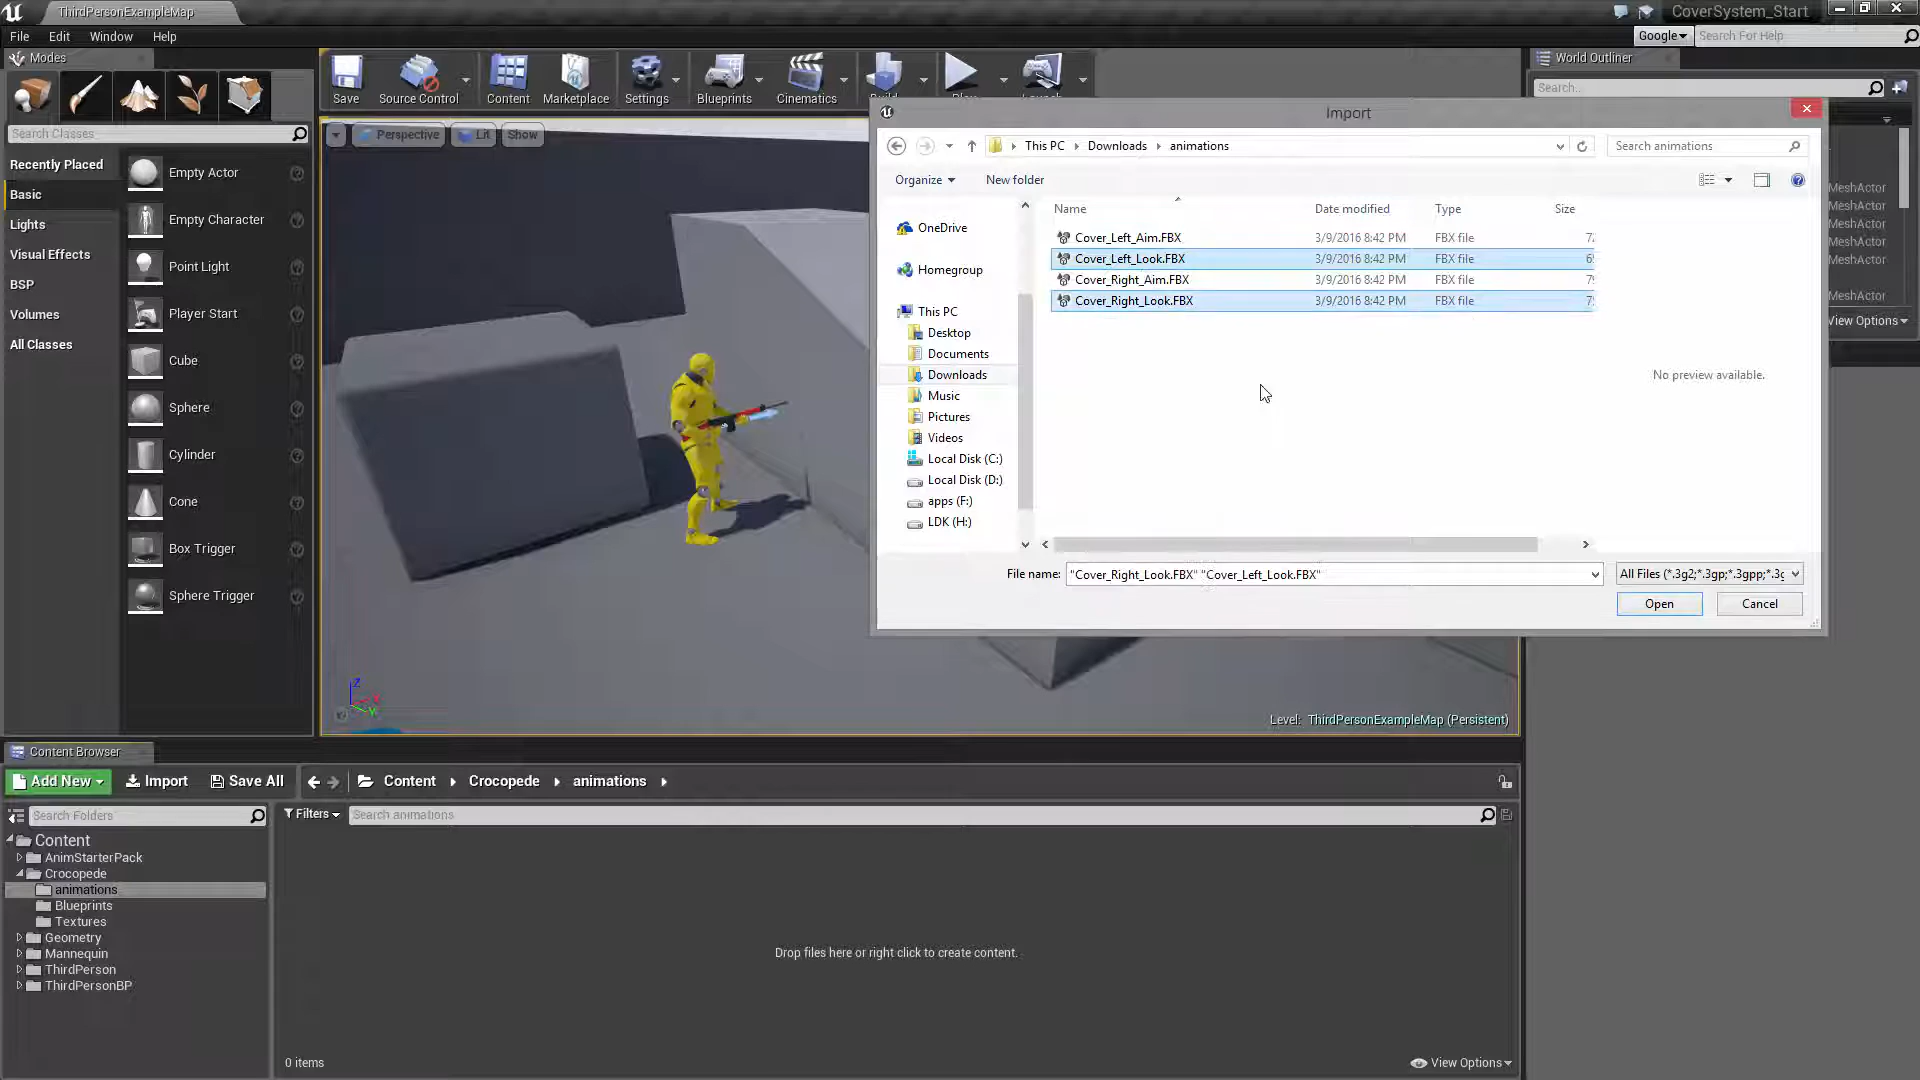 ThirdPersonExampleMap
CoverSystem_Start
File Edit Window Help
Google
Search For Help
Modes
Search Classes
Recently Placed
Basic
Lights
Visual Effects
BSP
Volumes
All Classes
Empty Actor
Empty Character
Point Light
Player Start
Cube
Sphere
Cylinder
Cone
Box Trigger
Sphere Trigger
Save
Source Control
Content
Marketplace
Settings
Blueprints
Cinematics
World Outliner
Search..
MeshActor
MeshActor
MeshActor
MeshActor
MeshActor
MeshActor
View Options
Perspective
Lit
Show
Import
This PC
Downloads
animations
Search animations
Organize
New folder
OneDrive
Homegroup
This PC
Desktop
Documents
Downloads
Music
Pictures
Videos
Local Disk (C:)
Local Disk (D:)
apps (F:)
LDK (H:)
Name Date modified Type Size
Cover_Left_Aim.FBX 3/9/2016 8:42 PM FBX file
Cover_Left_Look.FBX 3/9/2016 8:42 PM FBX file
Cover_Right_Aim.FBX 3/9/2016 8:42 PM FBX file
Cover_Right_Look.FBX 3/9/2016 8:42 PM FBX file
No preview available.
File name: "Cover_Right_Look.FBX" "Cover_Left_Look.FBX"
All Files (*.3g2;*.3gp;*.3gpp;*.3g
Open
Cancel
Z
X
Y
Level: ThirdPersonExampleMap (Persistent)
Content Browser
Add New
Import
Save All
Content
Crocopede
animations
Search Folders
Filters
Search animations
Content
AnimStarterPack
Crocopede
animations
Blueprints
Textures
Geometry
Mannequin
ThirdPerson
ThirdPersonBP
Drop files here or right click to create content.
0 items
View Options